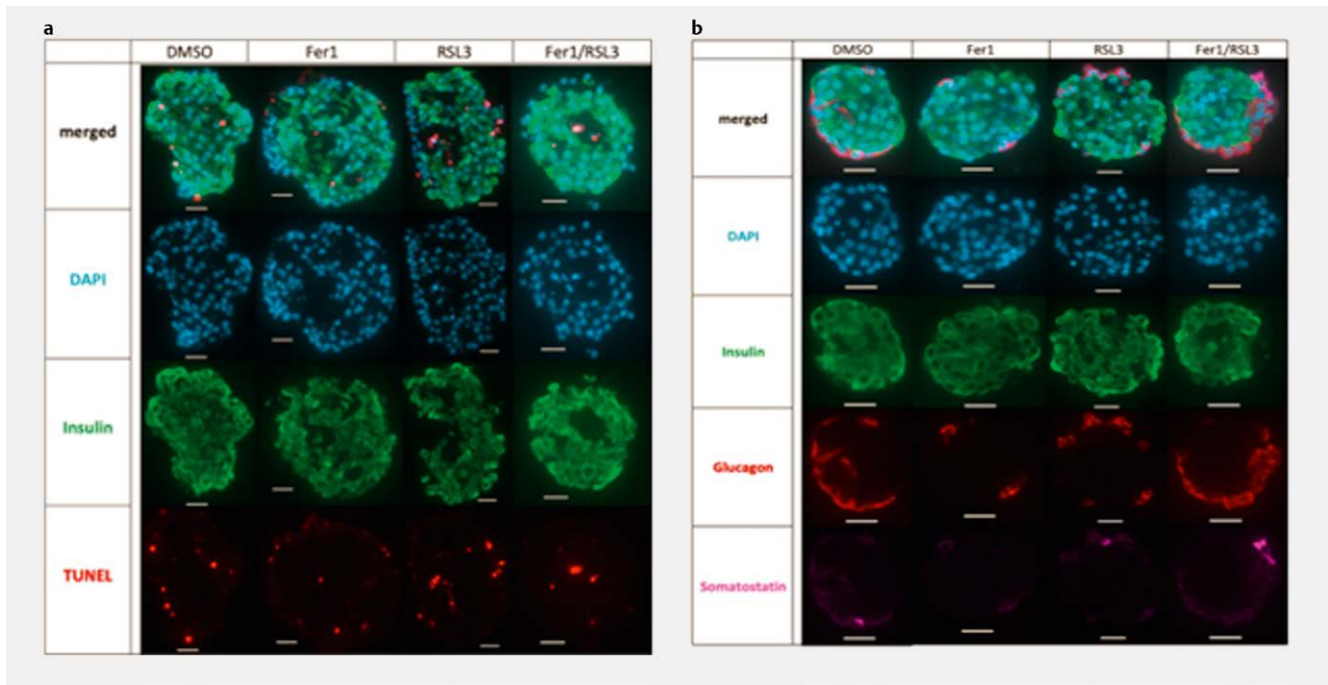 a
DMSO Fer1 RSL3 Fer1/RSL3
merged
DAPI
Insulin
TUNEL
b
DMSO Fer1 RSL3 Fer1/RSL3
merged
DAPI
Insulin
Glucagon
Somatostatin